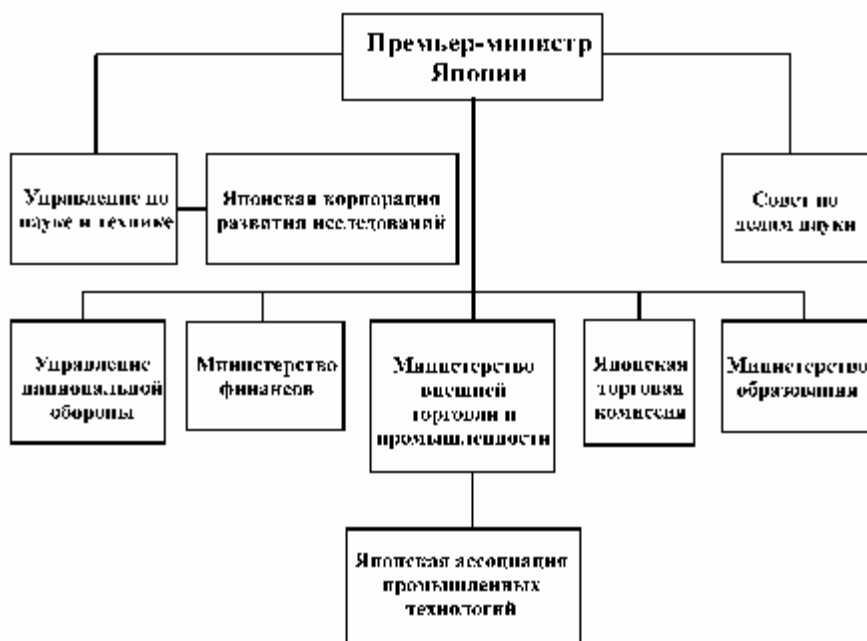 Премьер-министр
Японии
Управление по
науке и технике
Японская корпорация
развития исследований
Совет по
делам науки
Управление
национальной
обороны
Министерство
финансов
Министерство
внешней
торговли и
промышленности
Японская
торговая
комиссия
Министерство
образования
Японская ассоциация
промышленных
технологий